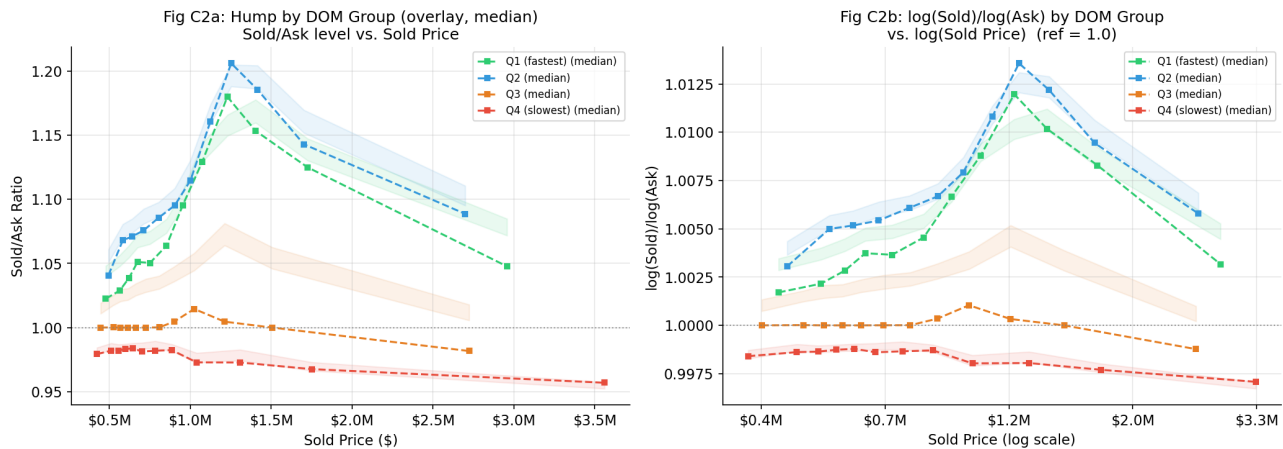 Fig C2a: Hump by DOM Group (overlay, median)
Sold/Ask level vs. Sold Price
Sold/Ask Ratio
1.20
1.15
1.10
1.05
1.00
0.95
Q1 (fastest) (median)
Q2 (median)
Q3 (median)
Q4 (slowest) (median)
$0.5M $1.0M $1.5M $2.0M $2.5M $3.0M $3.5M
Sold Price ($)
Fig C2b: log(Sold)/log(Ask) by DOM Group
vs. log(Sold Price) (ref = 1.0)
log(Sold)/log(Ask)
1.0125
1.0100
1.0075
1.0050
1.0025
1.0000
0.9975
Q1 (fastest) (median)
Q2 (median)
Q3 (median)
Q4 (slowest) (median)
$0.4M $0.7M $1.2M $2.0M $3.3M
Sold Price (log scale)